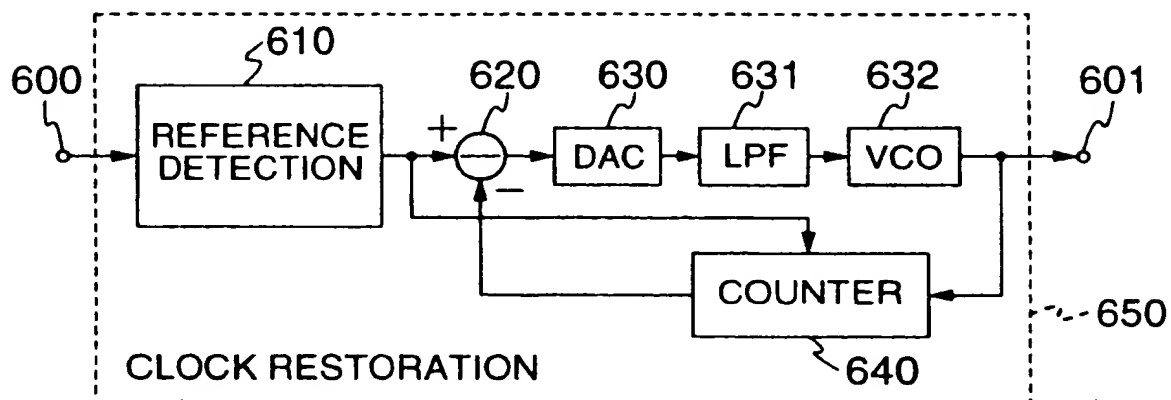 610
600
620
630
631
632
601
REFERENCE
DETECTION
+
−
DAC
LPF
VCO
COUNTER
650
640
CLOCK RESTORATION